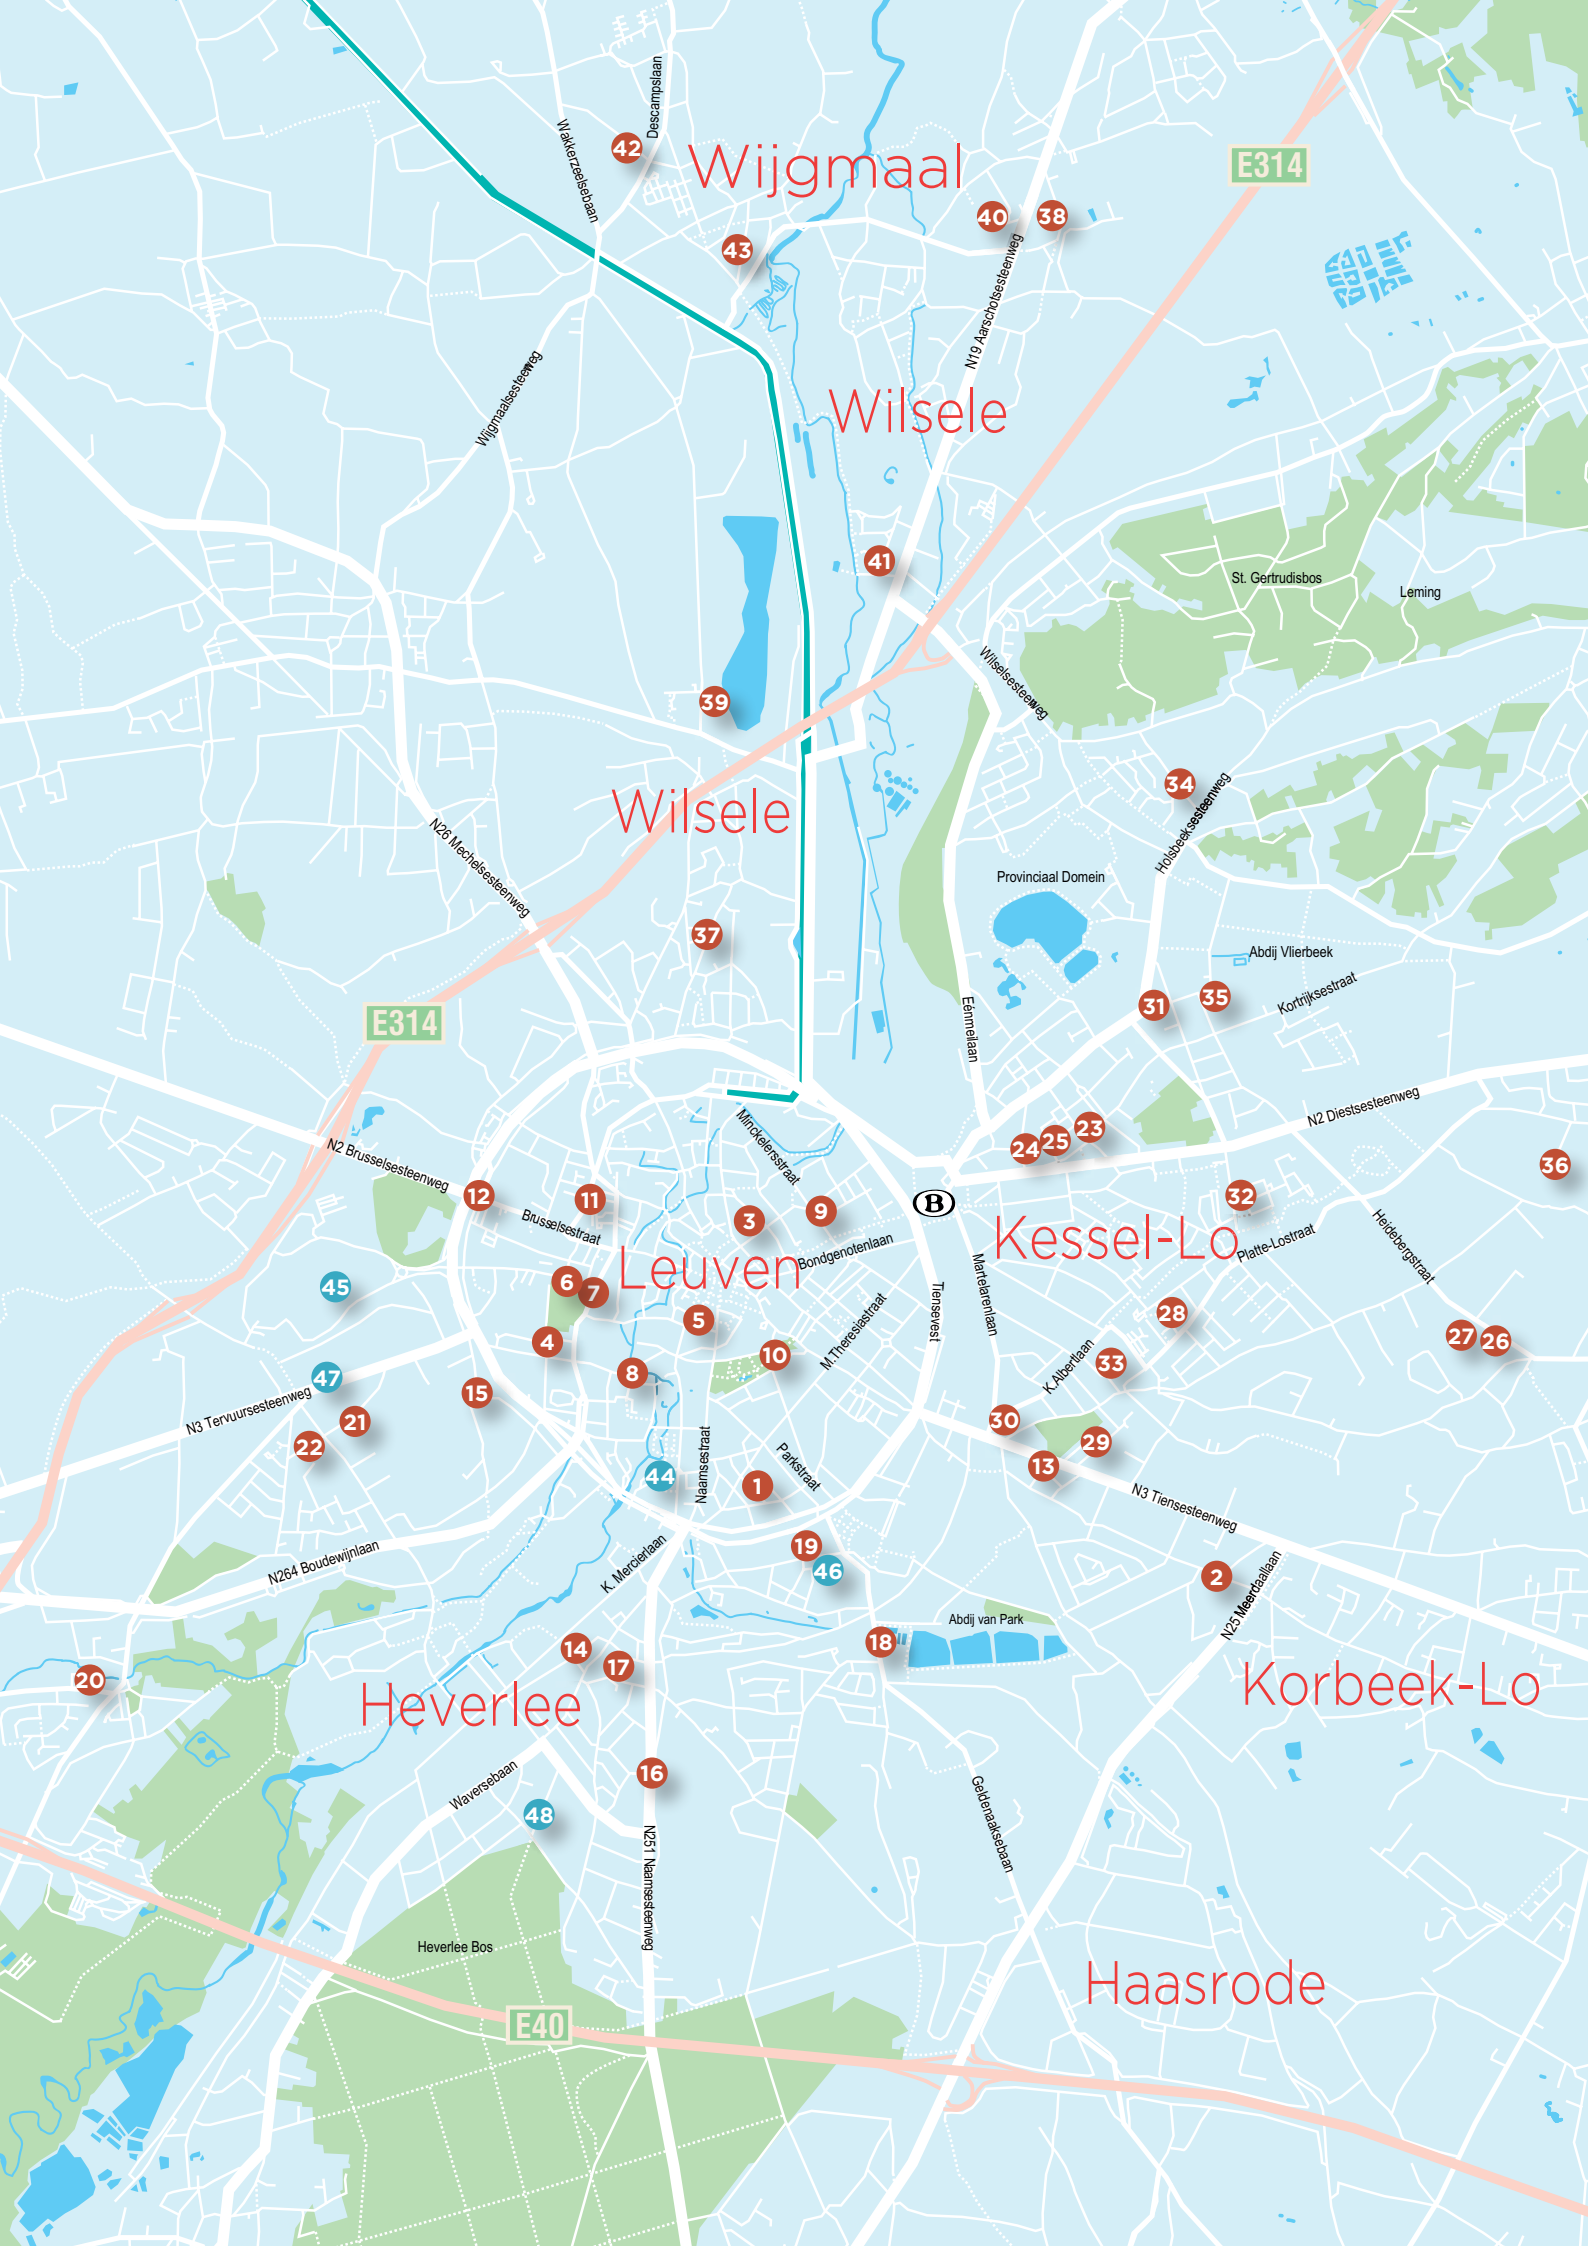 Descampslaan
Wakkerzeelsebaan
42
Wijgmaal
E314
40
38
43
N19 Aarschotsesteenweg
Wijgmaalsesteenweg
Wilsele
41
St. Gertrudisbos
Leming
Wilselsesteenweg
39
34
Wilsele
Holsbeeksesteenweg
N26 Mechelsesteenweg
Provinciaal Domein
37
Abdij Vlierbeek
35
31
Kortrijksestraat
E314
Eénmeilaan
N2 Diestsesteenweg
Minckelersstraat
23
25
24
N2 Brusselsesteenweg
36
12
11
32
B
9
3
Brusselsestraat
Kessel-Lo
Platte-Lostraat
Heidebergstraat
Bondgenotenlaan
Leuven
45
6
7
Martelarenlaan
Tiensevest
28
5
M.Theresiastraat
4
27
26
10
33
K.Albertlaan
8
47
15
N3 Tervuursesteenweg
21
30
22
29
Naamsestraat
Parkstraat
13
44
1
N3 Tiensesteenweg
19
46
K. Mercierlaan
N264 Boudewijnlaan
2
N25 Meerdaallaan
Abdij van Park
18
14
17
20
Heverlee
Korbeek-Lo
16
Waversebaan
48
Geldenaaksebaan
N251 Naamsesteenweg
Heverlee Bos
Haasrode
E40